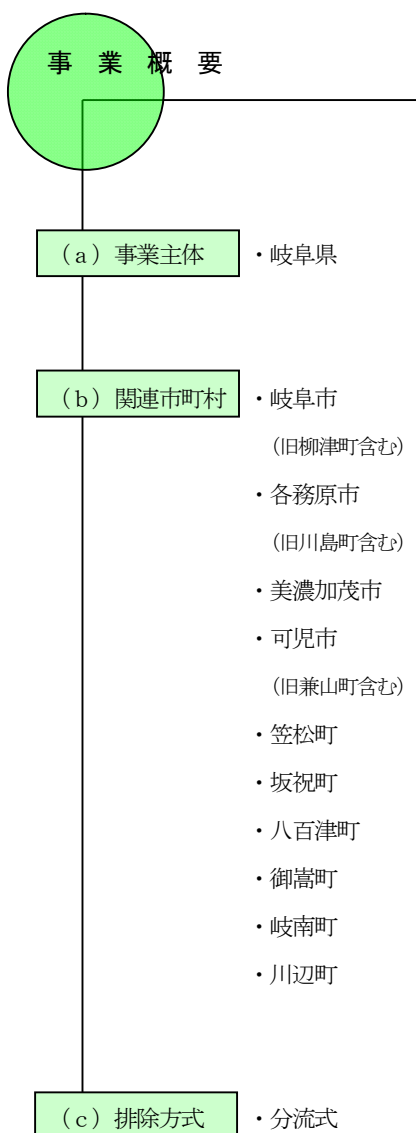 事業概要
（a）事業主体 ・岐阜県
（b）関連市町村 ・岐阜市
（旧柳津町含む）
・各務原市
（旧川島町含む）
・美濃加茂市
・可児市
（旧兼山町含む）
・笠松町
・坂祝町
・八百津町
・御嵩町
・岐南町
・川辺町
（c）排除方式 ・分流式